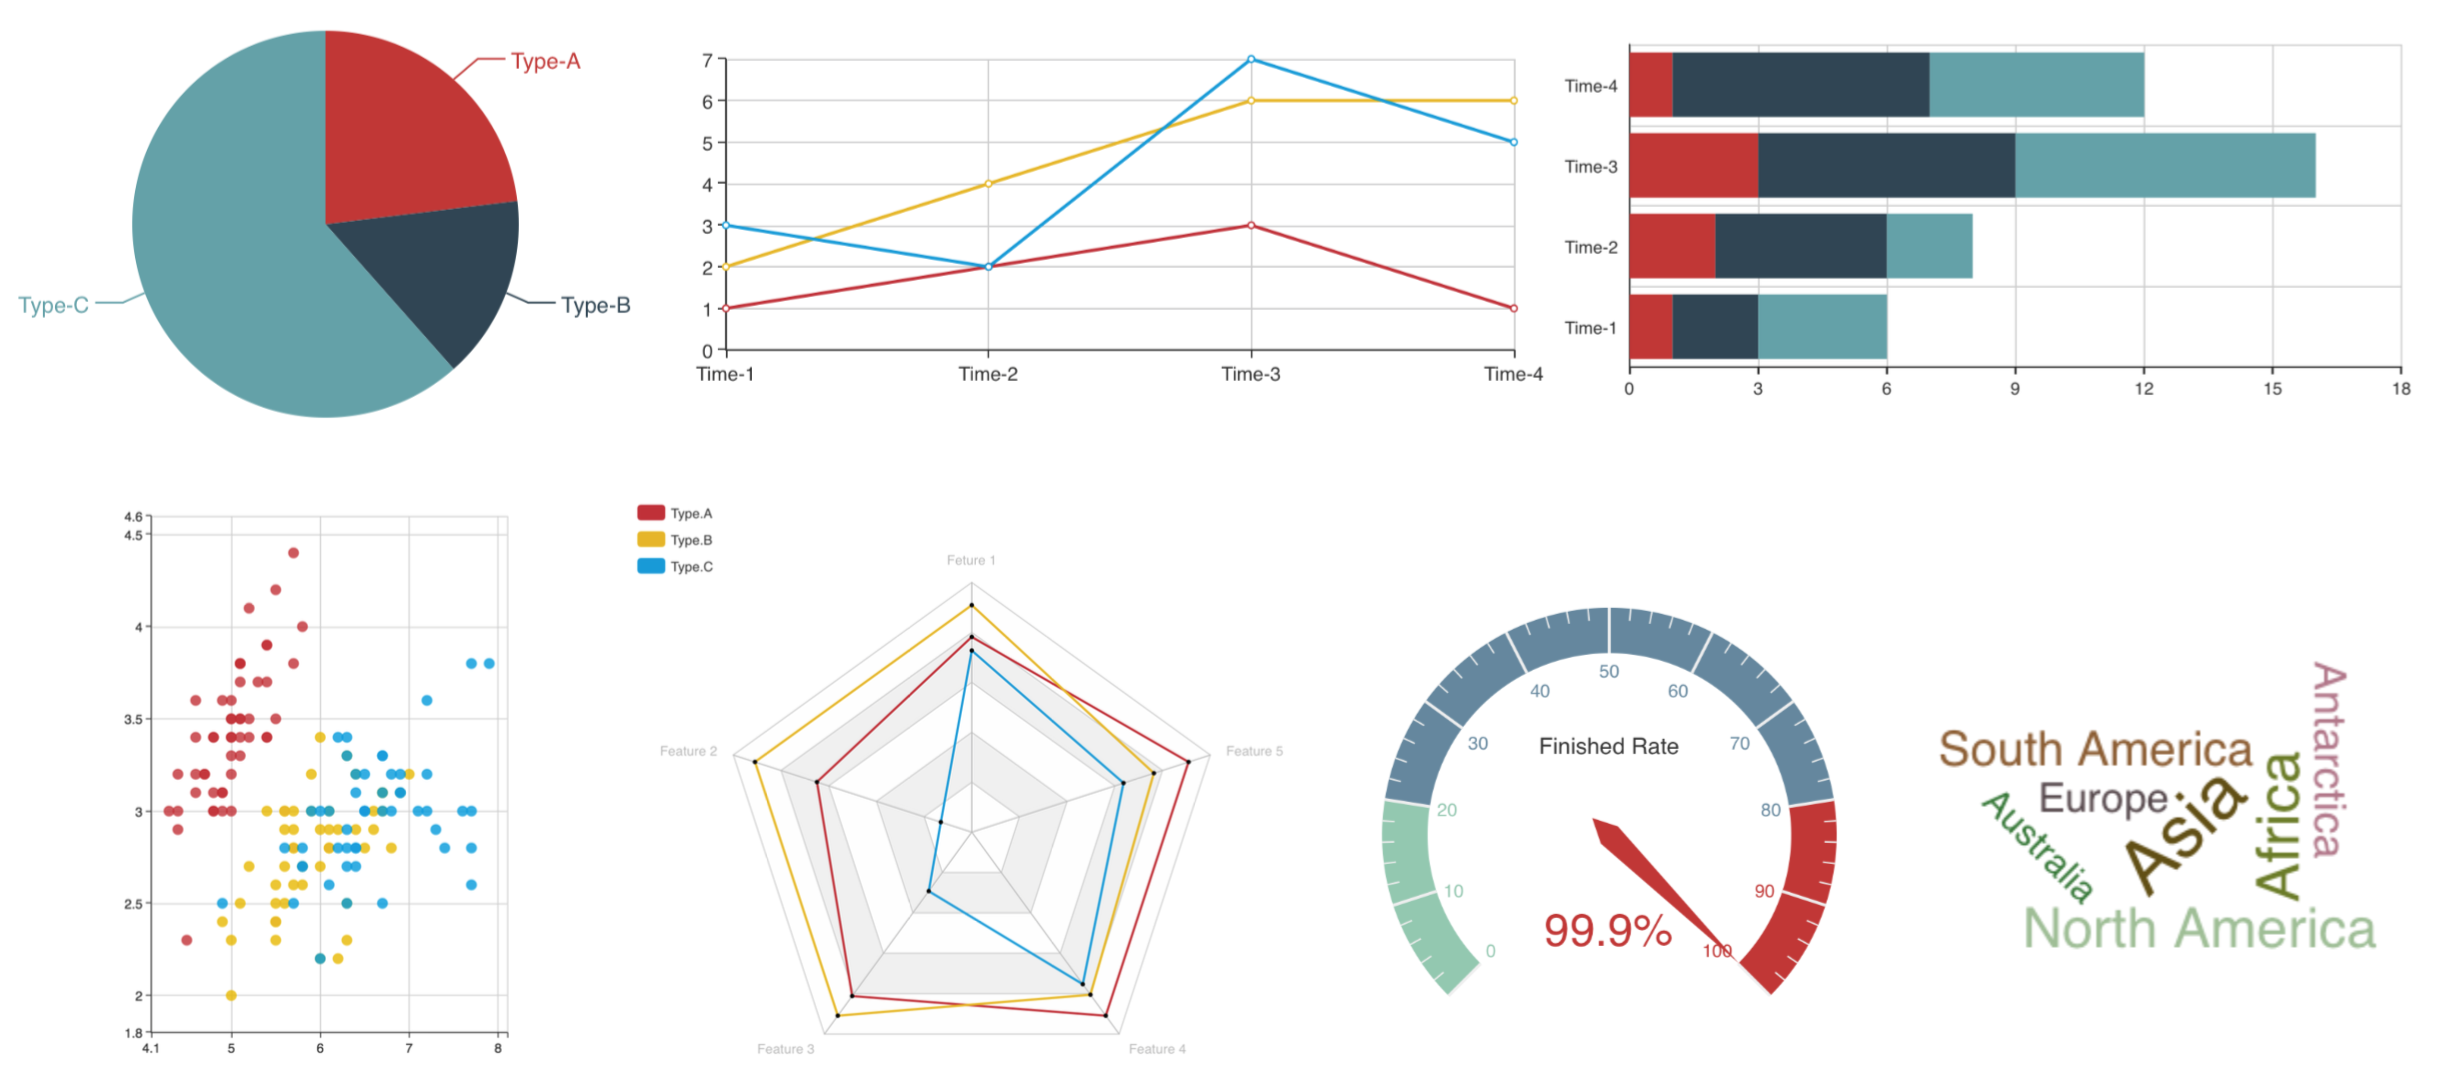 Type-A
Type-B
Type-C
7
6
5
4
3
2
1
0
Time-1 Time-2 Time-3 Time-4
Time-4
Time-3
Time-2
Time-1
0 3 6 9 12 15 18
4.6
4.5
4
3.5
3
2.5
2
1.8
4.1 5 6 7 8
Type.A
Type.B
Type.C
Feture 1
Feature 2
Feature 5
Feature 3
Feature 4
50
40
60
30
70
20
80
10
90
0
100
Finished Rate
99.9%
Antarctica
South America
Europe
Asia
Africa
Australia
North America